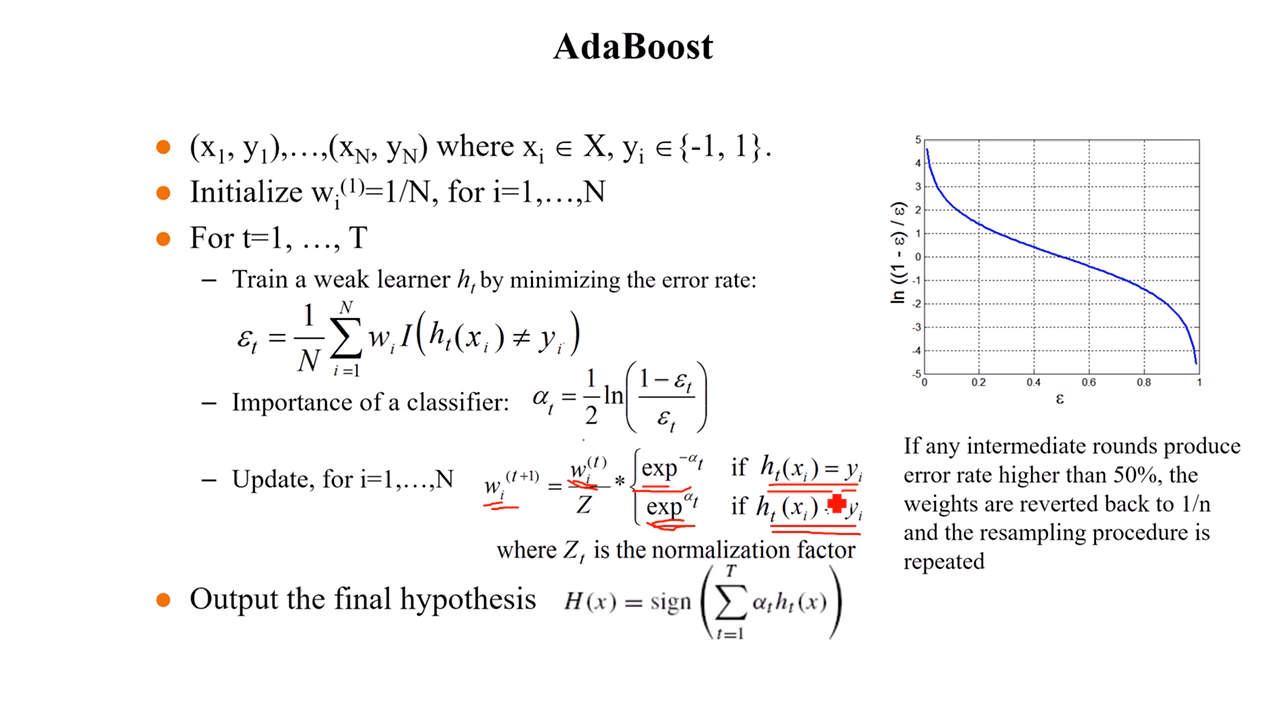 AdaBoost
• (x₁, y₁),…,(x_N, y_N) where xᵢ ∈ X, yᵢ ∈{-1, 1}.
• Initialize wᵢ⁽¹⁾=1/N, for i=1,…,N
• For t=1, …, T
– Train a weak learner hₜ by minimizing the error rate:
εₜ = 1/N ∑_{i=1}^{N} wᵢ I(hₜ(xᵢ) ≠ yᵢ)
– Importance of a classifier: αₜ = 1/2 ln((1 − εₜ)/εₜ)
– Update, for i=1,…,N wᵢ^(t+1) = wᵢ^(t)/Z * { exp^(−αₜ) if hₜ(xᵢ) = yᵢ
exp^(αₜ) if hₜ(xᵢ) yᵢ
where Zₜ is the normalization factor
• Output the final hypothesis H(x) = sign(∑_{t=1}^{T} αₜhₜ(x))
ln ((1 - ε) / ε)
5
4
3
2
1
0
-1
-2
-3
-4
-5
0 0.2 0.4 0.6 0.8 1
ε
If any intermediate rounds produce
error rate higher than 50%, the
weights are reverted back to 1/n
and the resampling procedure is
repeated